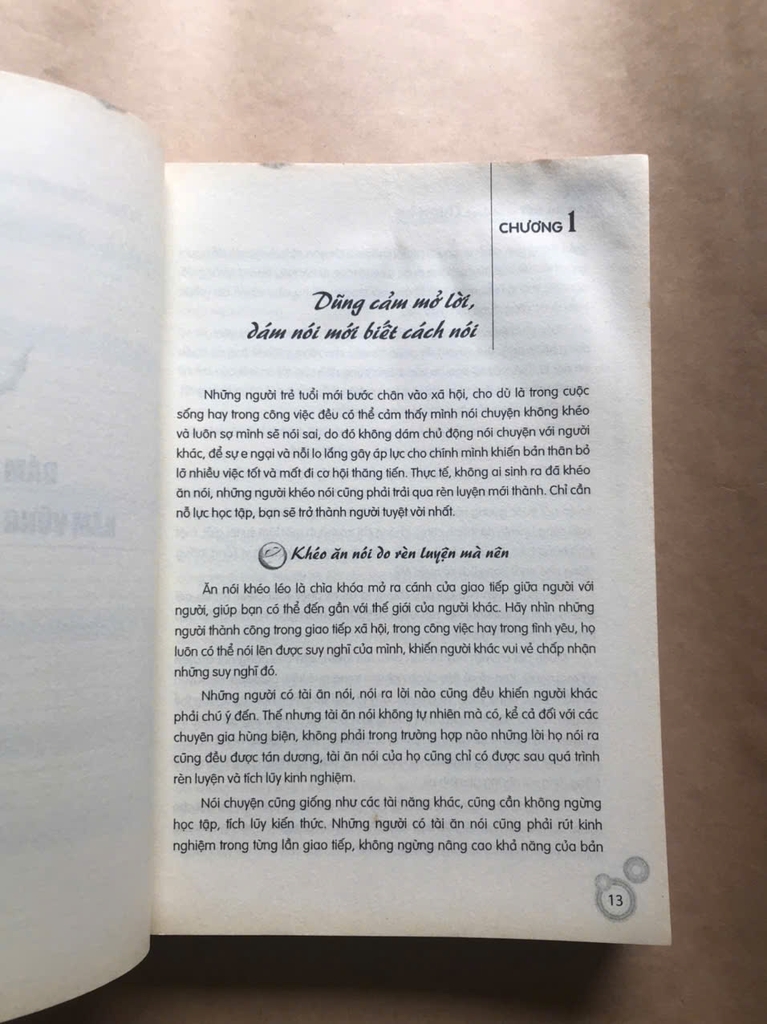 CHƯƠNG 1
Dũng cảm mở lời,
dám nói mới biết cách nói
Những người trẻ tuổi mới bước chân vào xã hội, cho dù là trong cuộc
sống hay trong công việc đều có thể cảm thấy mình nói chuyện không khéo
và luôn sợ mình sẽ nói sai, do đó không dám chủ động nói chuyện với người
khác, để sự e ngại và nỗi lo lắng gây áp lực cho chính mình khiến bản thân bỏ
lỡ nhiều việc tốt và mất đi cơ hội thăng tiến. Thực tế, không ai sinh ra đã khéo
ăn nói, những người khéo nói cũng phải trải qua rèn luyện mới thành. Chỉ cần
nỗ lực học tập, bạn sẽ trở thành người tuyệt vời nhất.
Khéo ăn nói do rèn luyện mà nên
Ăn nói khéo léo là chìa khóa mở ra cánh cửa giao tiếp giữa người với
người, giúp bạn có thể đến gần với thế giới của người khác. Hãy nhìn những
người thành công trong giao tiếp xã hội, trong công việc hay trong tình yêu, họ
luôn có thể nói lên được suy nghĩ của mình, khiến người khác vui vẻ chấp nhận
những suy nghĩ đó.
Những người có tài ăn nói, nói ra lời nào cũng đều khiến người khác
phải chú ý đến. Thế nhưng tài ăn nói không tự nhiên mà có, kể cả đối với các
chuyên gia hùng biện, không phải trong trường hợp nào những lời họ nói ra
cũng đều được tán dương, tài ăn nói của họ cũng chỉ có được sau quá trình
rèn luyện và tích lũy kinh nghiệm.
Nói chuyện cũng giống như các tài năng khác, cũng cần không ngừng
học tập, tích lũy kiến thức. Những người có tài ăn nói cũng phải rút kinh
nghiệm trong từng lần giao tiếp, không ngừng nâng cao khả năng của bản
13